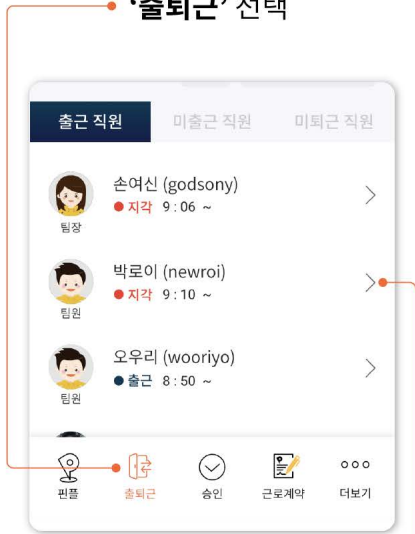 ‘출퇴근’ 선택
출근 직원 미출근 직원 미퇴근 직원
손여신 (godsony)
지각 9 : 06 ~
팀장
박로이 (newroi)
지각 9 : 10 ~
팀원
오우리 (wooriyo)
출근 8 : 50 ~
팀원
핀플 출퇴근 승인 근로계약 더보기